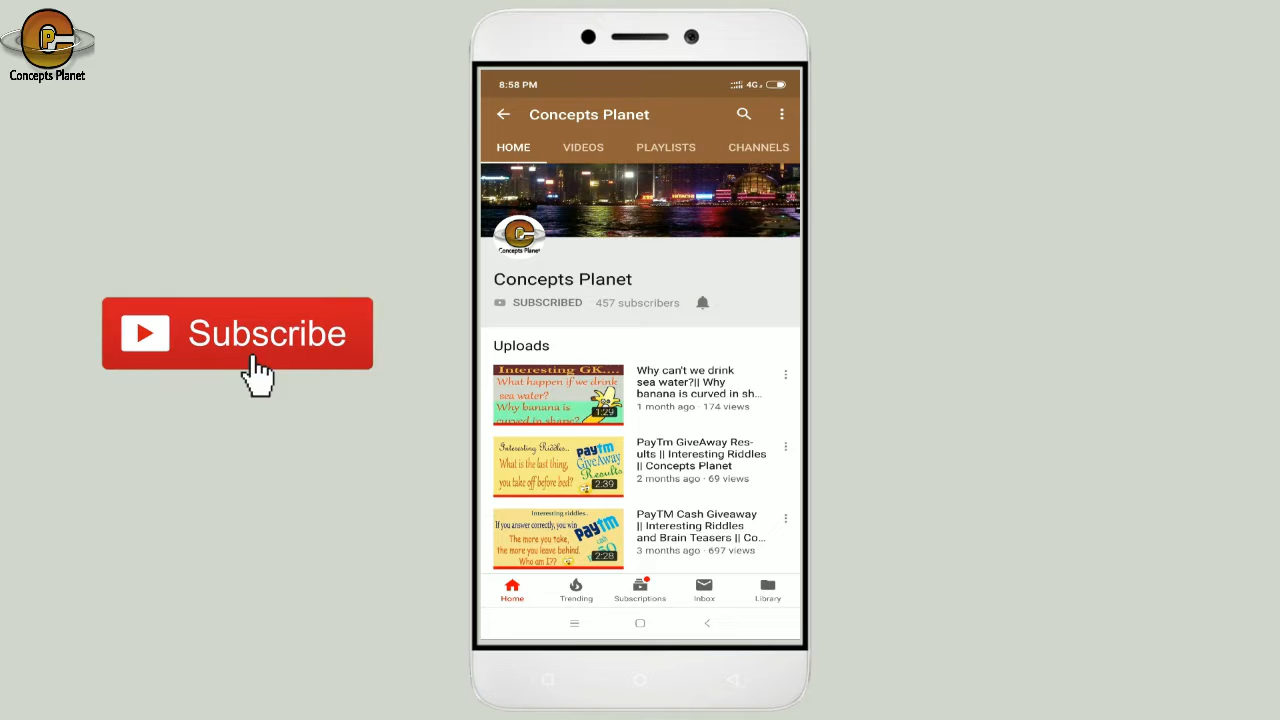 Concepts Planet
Subscribe
8:58 PM
4G
Concepts Planet
HOME VIDEOS PLAYLISTS CHANNELS
Concepts Planet
Concepts Planet
SUBSCRIBED 457 subscribers
Uploads
Interesting GK....
What happen if we drink
sea water?
Why banana is
curved in shape?
1:29
Why can't we drink
sea water?|| Why
banana is curved in sh...
1 month ago · 174 views
Interesting Riddles..
What is the last thing,
you take off before bed?
PayTM
GiveAway
Results
2:39
PayTm GiveAway Res-
ults || Interesting Riddles
|| Concepts Planet
2 months ago · 69 views
Interesting riddles..
If you answer correctly, you win
The more you take,
the more you leave behind.
Who am I??
PayTM
cash
2:28
PayTM Cash Giveaway
|| Interesting Riddles
and Brain Teasers || Co...
3 months ago · 697 views
Home Trending Subscriptions Inbox Library